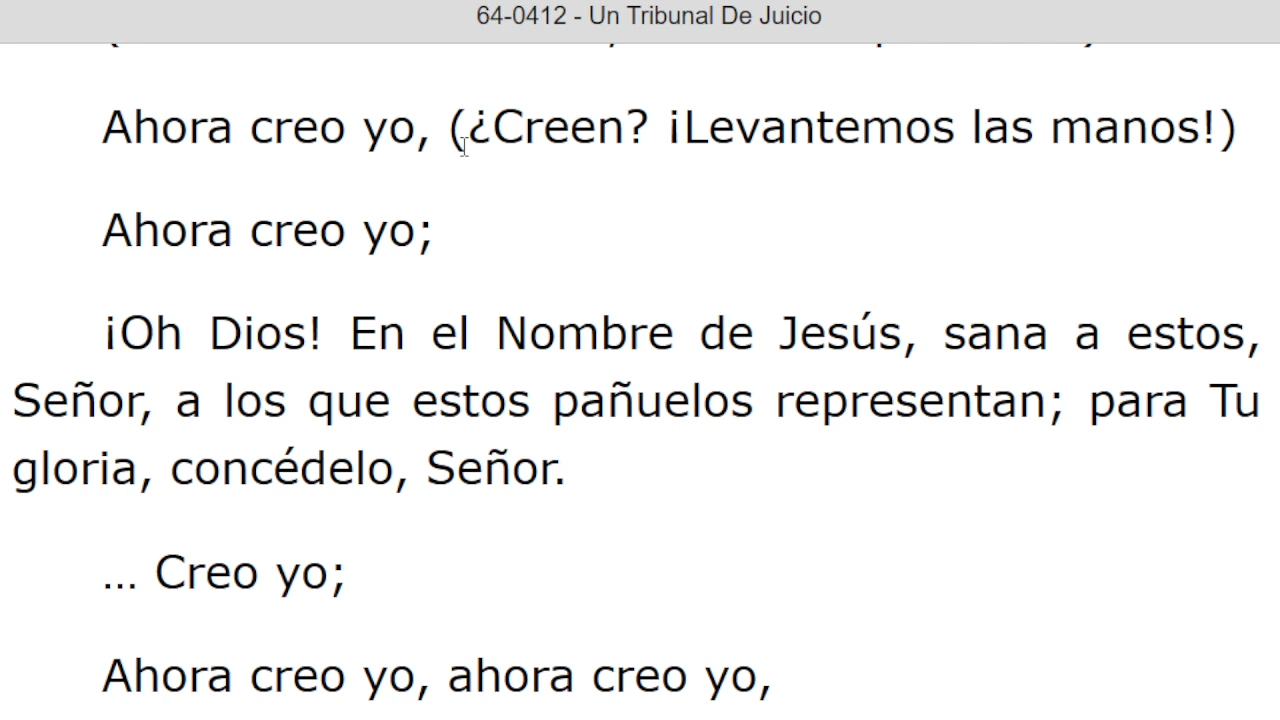 64-0412 - Un Tribunal De Juicio
Ahora creo yo, (¿Creen? ¡Levantemos las manos!)
Ahora creo yo;
¡Oh Dios! En el Nombre de Jesús, sana a estos,
Señor, a los que estos pañuelos representan; para Tu
gloria, concédelo, Señor.
... Creo yo;
Ahora creo yo, ahora creo yo,